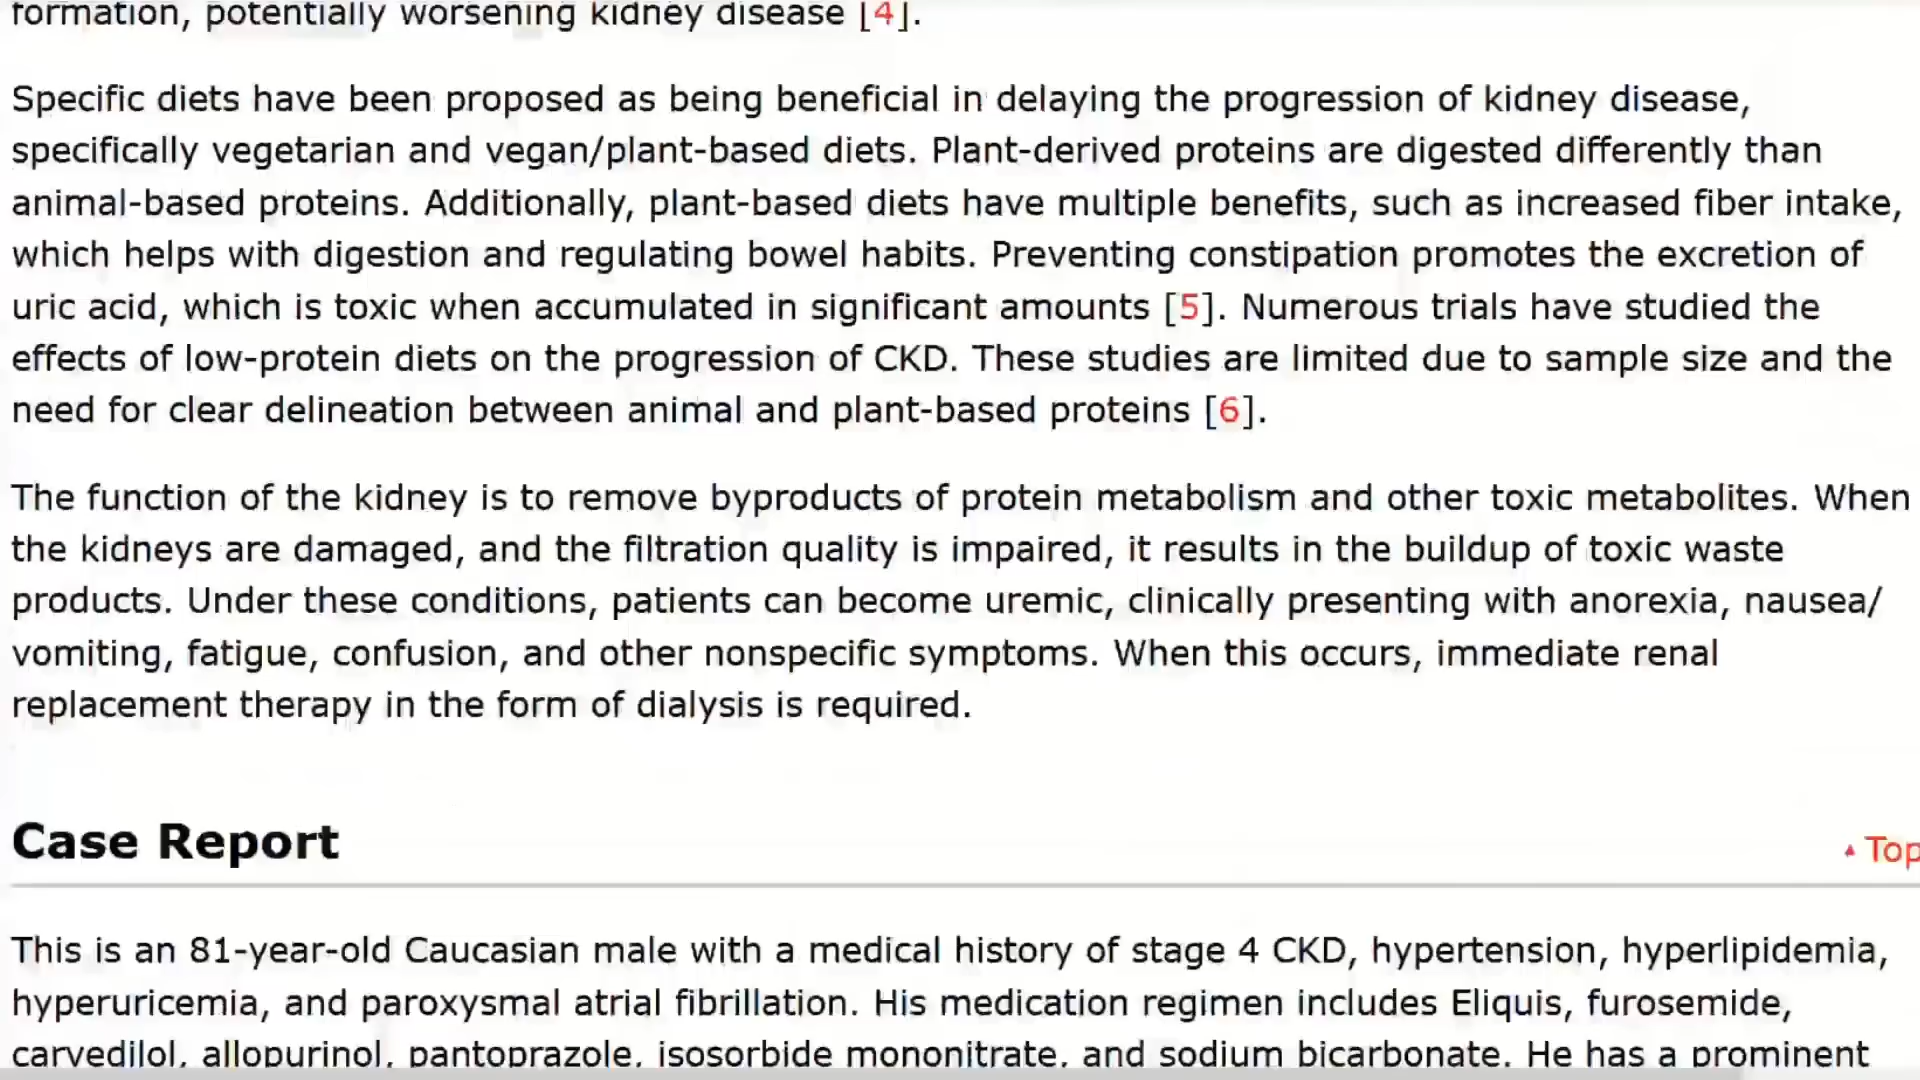 formation, potentially worsening kidney disease [4].
Specific diets have been proposed as being beneficial in delaying the progression of kidney disease,
specifically vegetarian and vegan/plant-based diets. Plant-derived proteins are digested differently than
animal-based proteins. Additionally, plant-based diets have multiple benefits, such as increased fiber intake,
which helps with digestion and regulating bowel habits. Preventing constipation promotes the excretion of
uric acid, which is toxic when accumulated in significant amounts [5]. Numerous trials have studied the
effects of low-protein diets on the progression of CKD. These studies are limited due to sample size and the
need for clear delineation between animal and plant-based proteins [6].
The function of the kidney is to remove byproducts of protein metabolism and other toxic metabolites. When
the kidneys are damaged, and the filtration quality is impaired, it results in the buildup of toxic waste
products. Under these conditions, patients can become uremic, clinically presenting with anorexia, nausea/
vomiting, fatigue, confusion, and other nonspecific symptoms. When this occurs, immediate renal
replacement therapy in the form of dialysis is required.
Case Report
▲ Top
This is an 81-year-old Caucasian male with a medical history of stage 4 CKD, hypertension, hyperlipidemia,
hyperuricemia, and paroxysmal atrial fibrillation. His medication regimen includes Eliquis, furosemide,
carvedilol, allopurinol, pantoprazole, isosorbide mononitrate, and sodium bicarbonate. He has a prominent